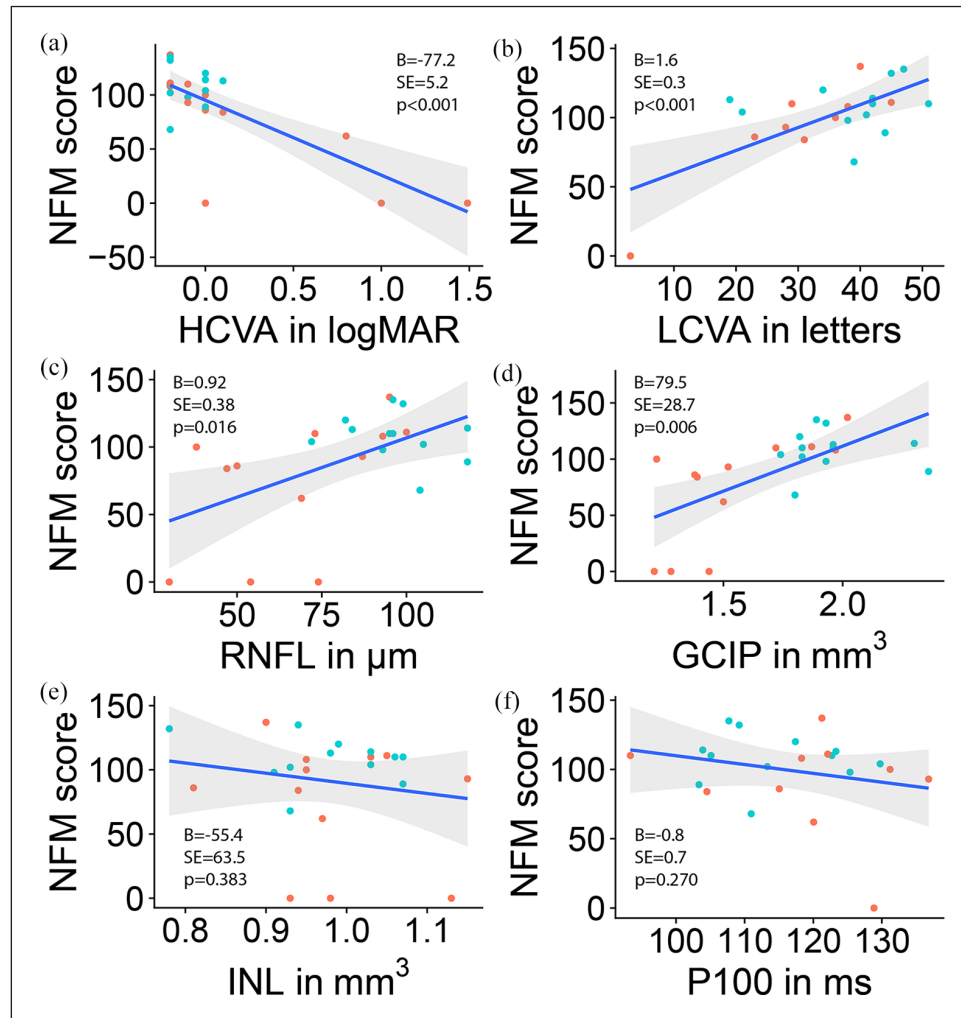 (a)
NFM score
100
50
0
−50
B=-77.2
SE=5.2
p<0.001
0.0 0.5 1.0 1.5
HCVA in logMAR
(b)
NFM score
150
100
50
0
B=1.6
SE=0.3
p<0.001
10 20 30 40 50
LCVA in letters
(c)
NFM score
150
100
50
0
B=0.92
SE=0.38
p=0.016
50 75 100
RNFL in µm
(d)
NFM score
150
100
50
0
B=79.5
SE=28.7
p=0.006
1.5 2.0
GCIP in mm³
(e)
NFM score
150
100
50
0
B=-55.4
SE=63.5
p=0.383
0.8 0.9 1.0 1.1
INL in mm³
(f)
NFM score
150
100
50
0
B=-0.8
SE=0.7
p=0.270
100 110 120 130
P100 in ms